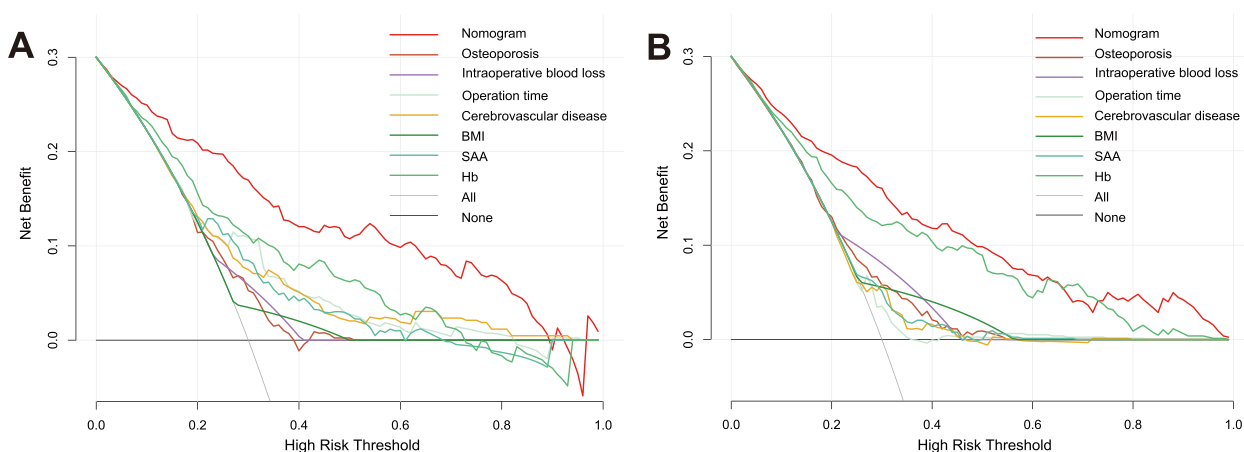 A
Net Benefit
0.3
0.2
0.1
0.0
Nomogram
Osteoporosis
Intraoperative blood loss
Operation time
Cerebrovascular disease
BMI
SAA
Hb
All
None
0.0 0.2 0.4 0.6 0.8 1.0
High Risk Threshold
B
Net Benefit
0.3
0.2
0.1
0.0
Nomogram
Osteoporosis
Intraoperative blood loss
Operation time
Cerebrovascular disease
BMI
SAA
Hb
All
None
0.0 0.2 0.4 0.6 0.8 1.0
High Risk Threshold